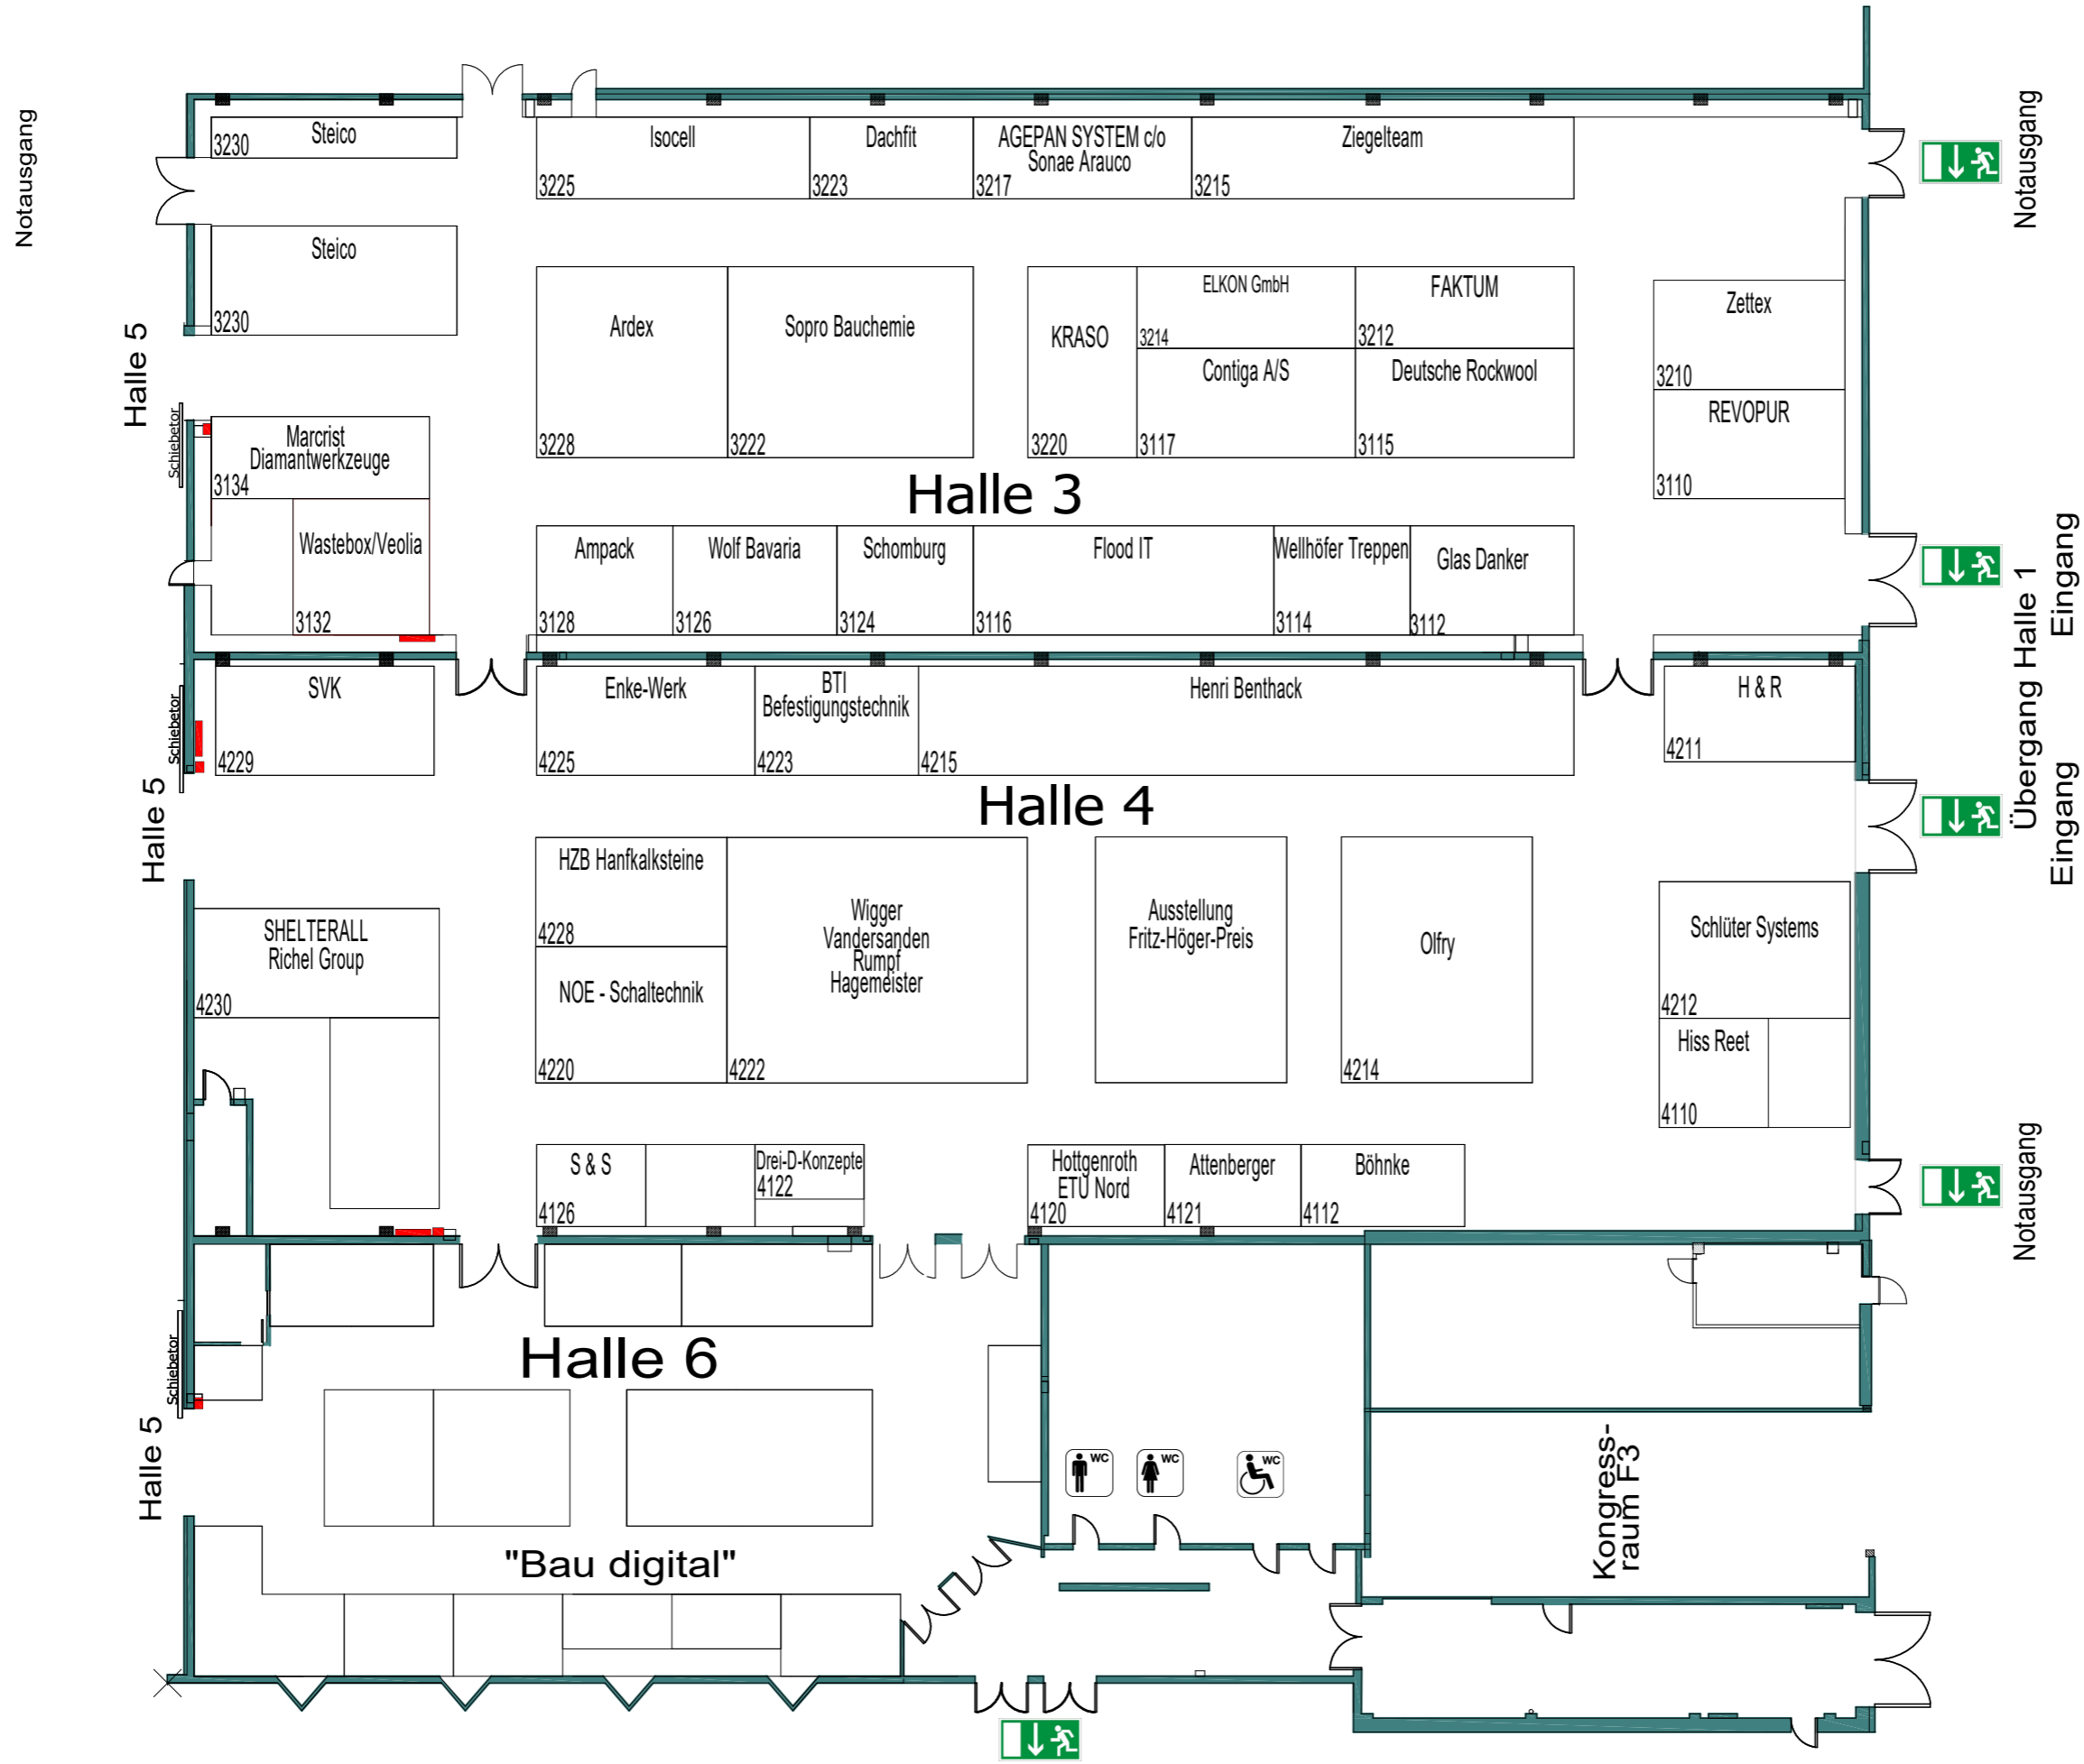 Notausgang
Notausgang
Steico
3230
Isocell
3225
Dachfit
3223
AGEPAN SYSTEM c/o
Sonae Arauco
3217
Ziegelteam
3215
Steico
3230
Halle 5
Ardex
3228
Sopro Bauchemie
3222
KRASO
3220
ELKON GmbH
3214
FAKTUM
3212
Contiga A/S
3117
Deutsche Rockwool
3115
Zettex
3210
REVOPUR
3110
Schiebetor
Marcrist
Diamantwerkzeuge
3134
Wastebox/Veolia
3132
Halle 3
Ampack
3128
Wolf Bavaria
3126
Schomburg
3124
Flood IT
3116
Wellhöfer Treppen
3114
Glas Danker
3112
Eingang
Übergang Halle 1
Eingang
Schiebetor
SVK
4229
Enke-Werk
4225
BTI
Befestigungstechnik
4223
Henri Benthack
4215
H & R
4211
Halle 5
Halle 4
HZB Hanfkalksteine
4228
NOE - Schaltechnik
4220
Wigger
Vandersanden
Rumpf
Hagemeister
4222
Ausstellung
Fritz-Höger-Preis
Olfry
4214
Schlüter Systems
4212
Hiss Reet
4110
SHELTERALL
Richel Group
4230
S & S
4126
Drei-D-Konzepte
4122
Hottgenroth
ETU Nord
4120
Attenberger
4121
Böhnke
4112
Notausgang
Schiebetor
Halle 5
Halle 6
WC
WC
WC
Kongress-
raum F3
"Bau digital"